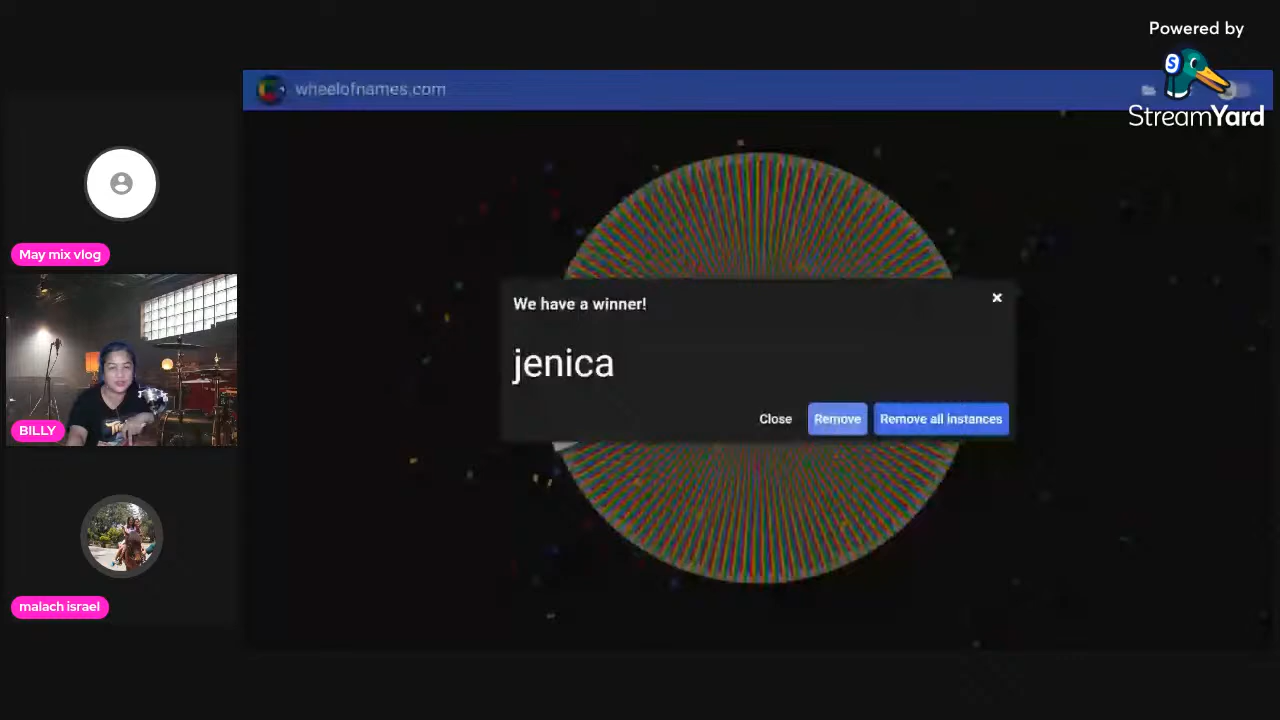 Powered by
StreamYard
wheelofnames.com
May mix vlog
We have a winner!
jenica
Close
Remove
Remove all instances
BILLY
malach israel